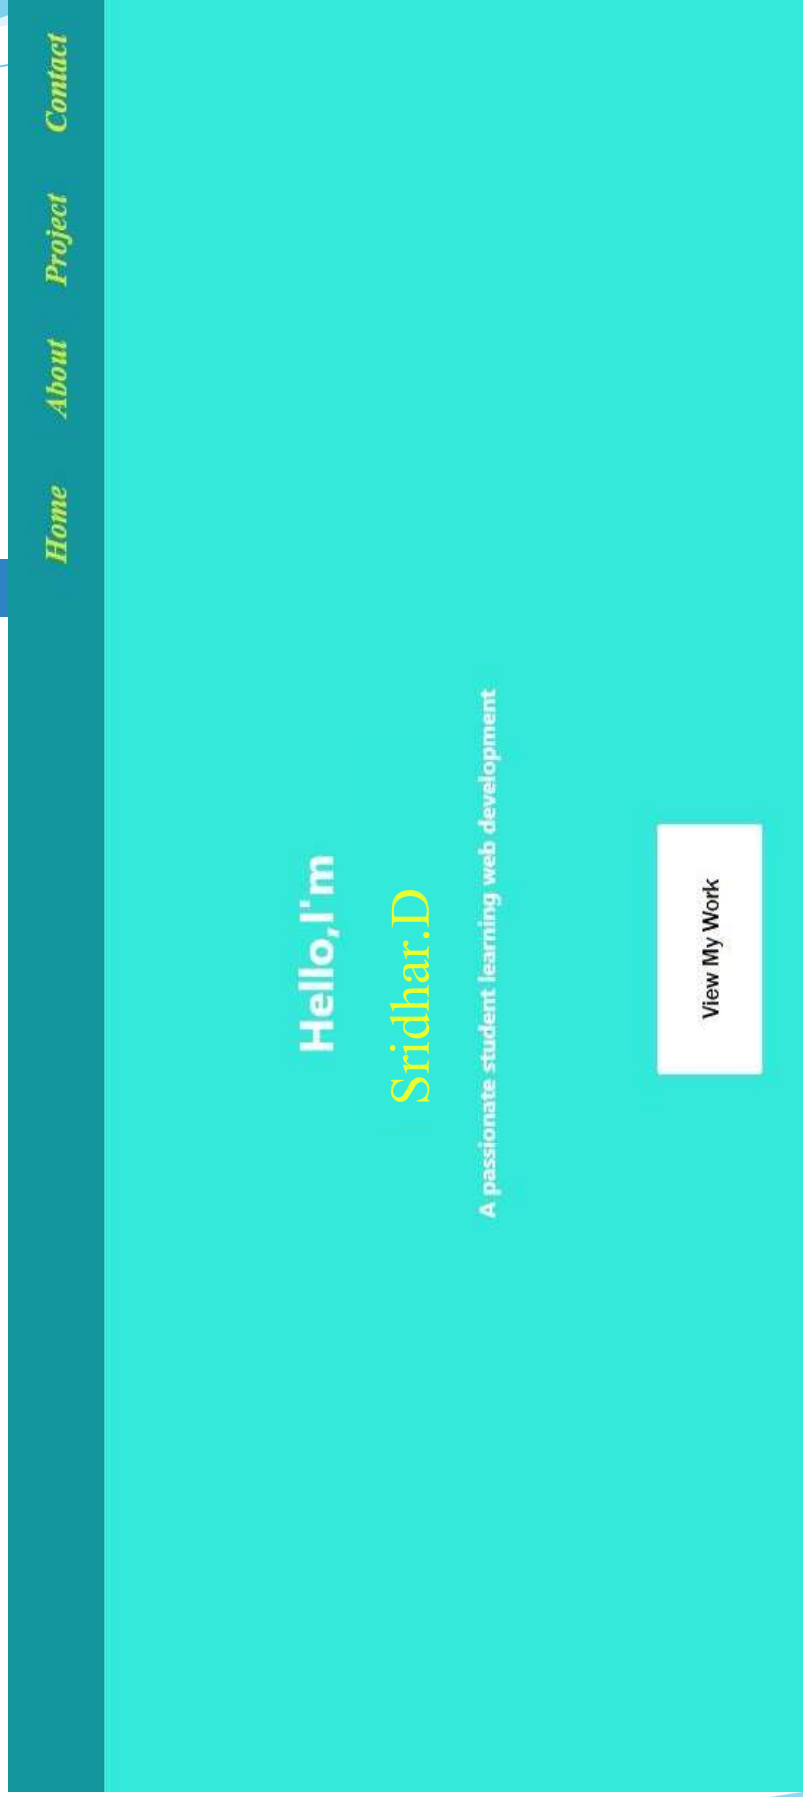 Home About Project Contact
Hello,I'm
Sridhar.D
A passionate student learning web development
View My Work